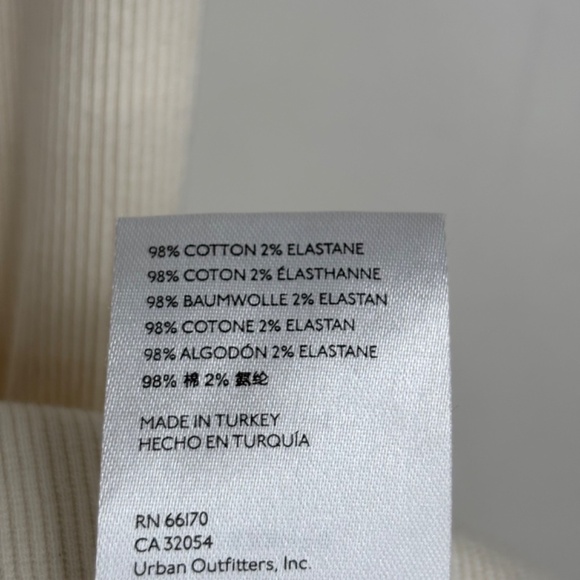 98% COTTON 2% ELASTANE
98% COTON 2% ÉLASTHANNE
98% BAUMWOLLE 2% ELASTAN
98% COTONE 2% ELASTAN
98% ALGODÓN 2% ELASTANE
98% 棉 2% 氨纶
MADE IN TURKEY
HECHO EN TURQUÍA
RN 66170
CA 32054
Urban Outfitters, Inc.